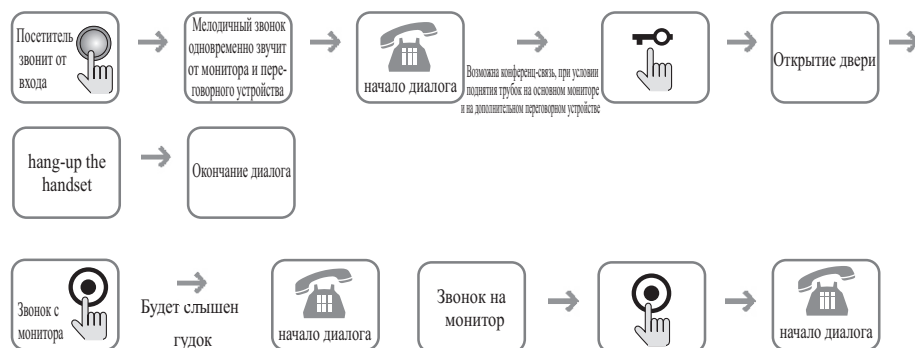 Посетитель
звонит от
входа
Мелодичный звонок
одновременно звучит
от монитора и пере-
говорного устройства
начало диалога
Возможна конференц-связь, при условии
поднятия трубок на основном мониторе
и на дополнительном переговорном устройстве
Открытие двери
hang-up the
handset
Окончание диалога
Звонок с
монитора
Будет слышен
гудок
начало диалога
Звонок на
монитор
начало диалога